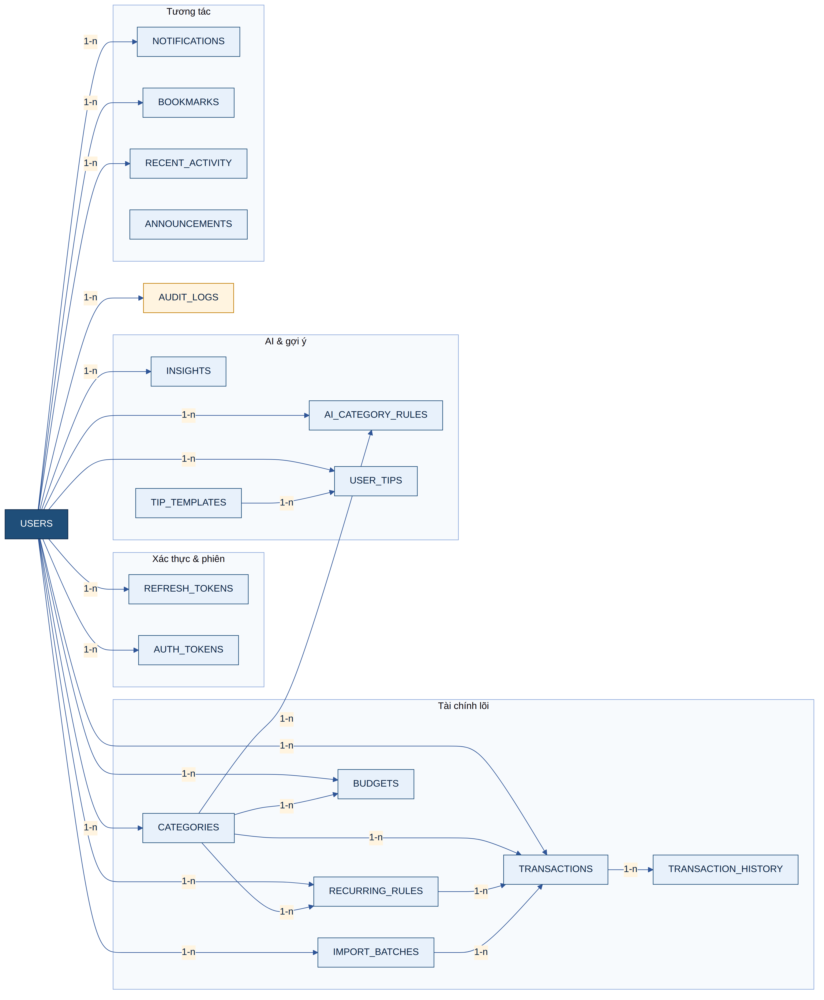 Tương tác
1-n
NOTIFICATIONS
1-n
BOOKMARKS
1-n
RECENT_ACTIVITY
ANNOUNCEMENTS
1-n
AUDIT_LOGS
AI & gợi ý
1-n
INSIGHTS
1-n
AI_CATEGORY_RULES
1-n
USER_TIPS
TIP_TEMPLATES
1-n
USERS
Xác thực & phiên
1-n
REFRESH_TOKENS
1-n
AUTH_TOKENS
Tài chính lõi
1-n
1-n
1-n
BUDGETS
1-n
1-n
CATEGORIES
1-n
TRANSACTIONS
1-n
TRANSACTION_HISTORY
1-n
RECURRING_RULES
1-n
1-n
1-n
IMPORT_BATCHES
1-n